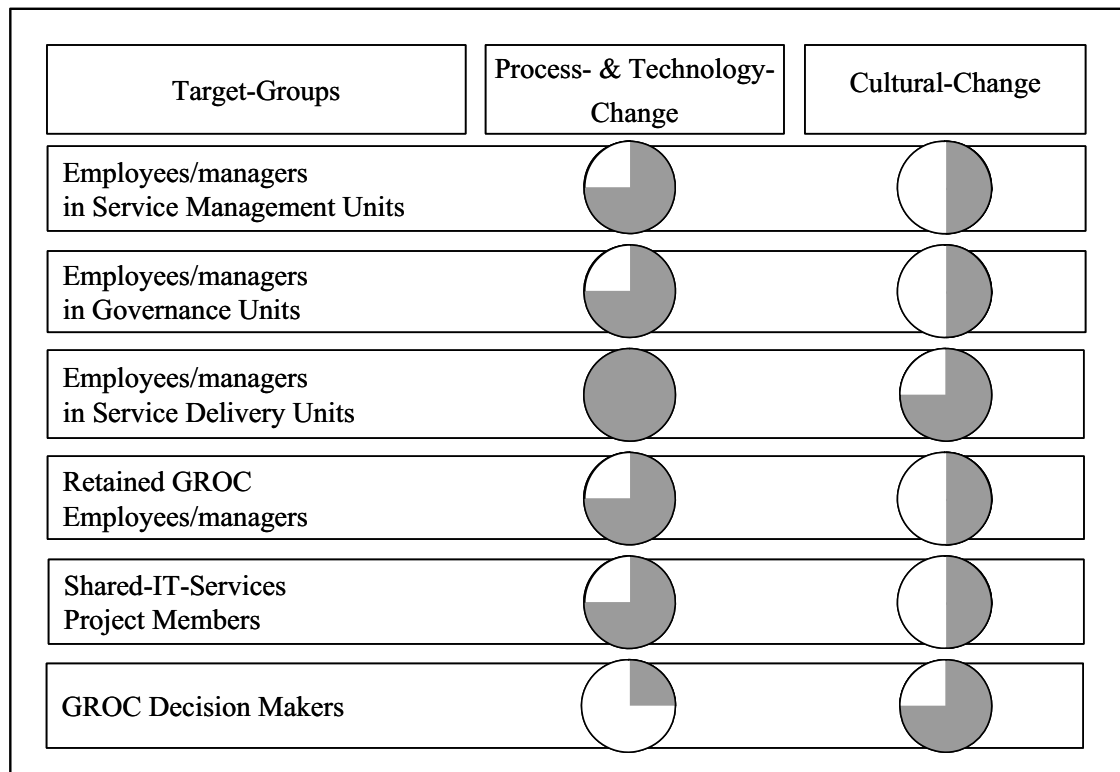 Target-Groups
Process- & Technology-
Change
Cultural-Change
Employees/managers
in Service Management Units
Employees/managers
in Governance Units
Employees/managers
in Service Delivery Units
Retained GROC
Employees/managers
Shared-IT-Services
Project Members
GROC Decision Makers